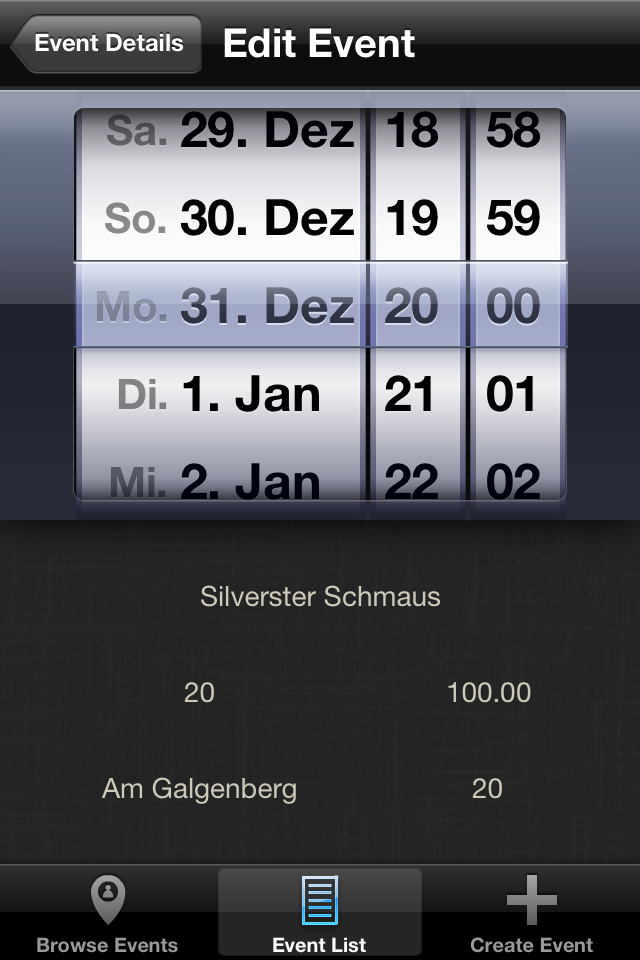 Event Details Edit Event
Sa. 29. Dez 18 58
So. 30. Dez 19 59
Mo. 31. Dez 20 00
Di. 1. Jan 21 01
Mi. 2. Jan 22 02
Silverster Schmaus
20 100.00
Am Galgenberg 20
Browse Events Event List Create Event